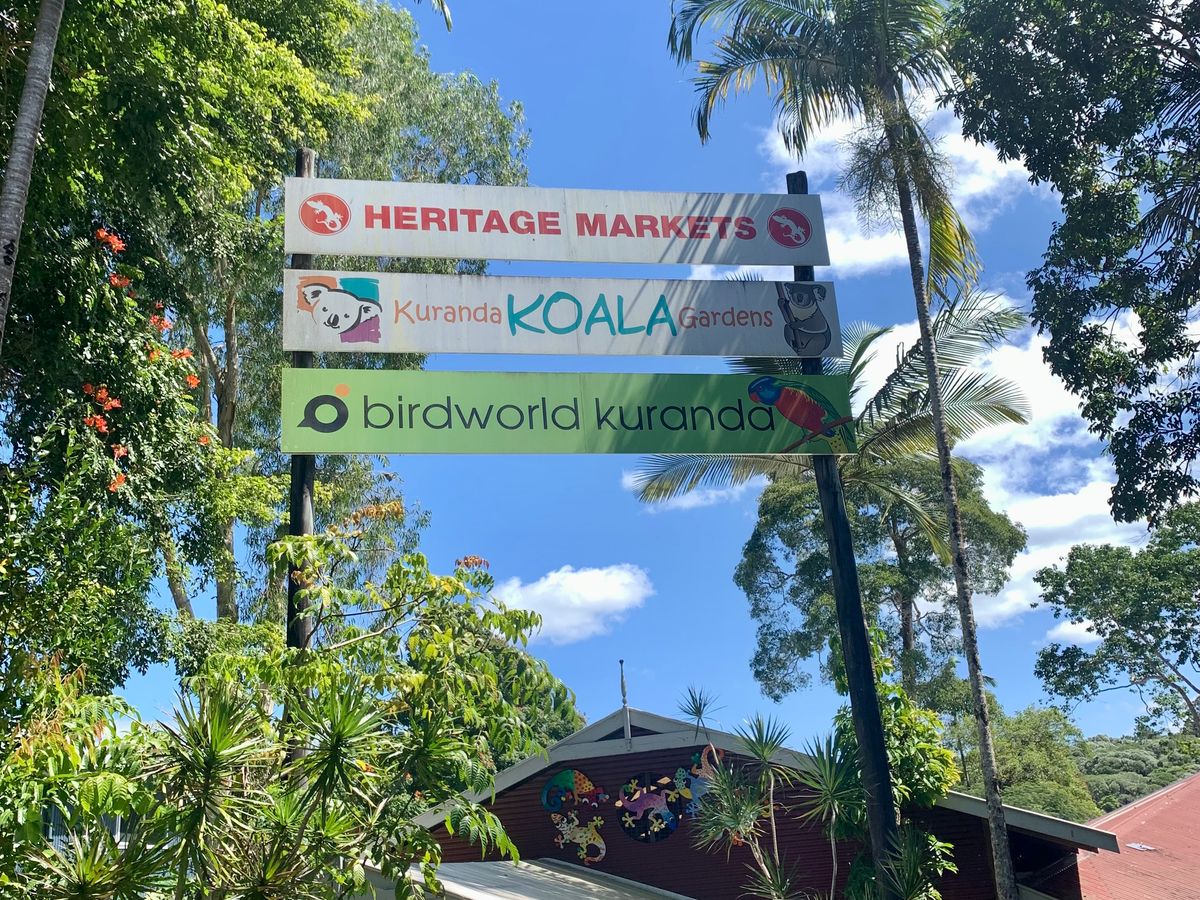 HERITAGE MARKETS
Kuranda KOALA Gardens
birdworld kuranda